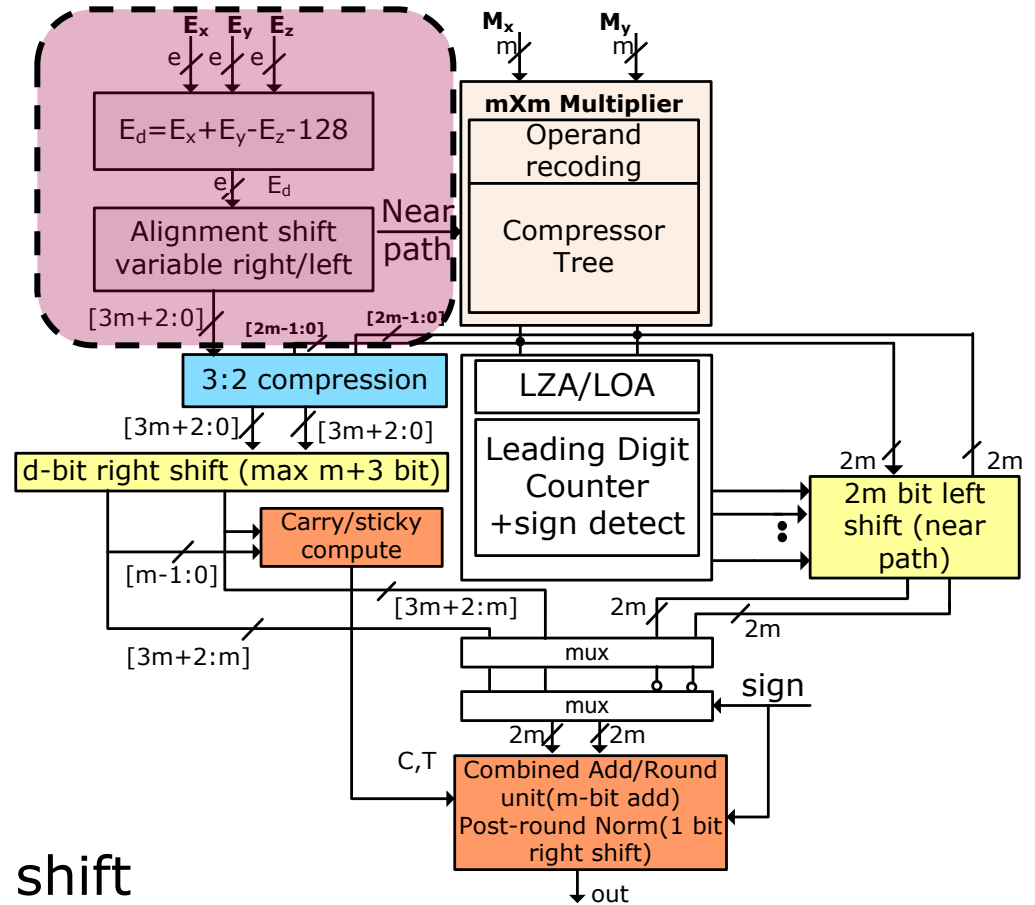 Ex Ey Ez
e e e
Ed=Ex+Ey-Ez-128
e Ed
Alignment shift
variable right/left
Near
path
[3m+2:0]
Mx My
m m
mXm Multiplier
Operand
recoding
Compressor
Tree
[2m-1:0] [2m-1:0]
3:2 compression
[3m+2:0] [3m+2:0]
d-bit right shift (max m+3 bit)
Carry/sticky
compute
[m-1:0]
[3m+2:m]
[3m+2:m]
LZA/LOA
Leading Digit
Counter
+sign detect
2m 2m
2m bit left
shift (near
path)
2m 2m
mux
mux
sign
2m 2m
C,T
Combined Add/Round
unit(m-bit add)
Post-round Norm(1 bit
right shift)
out
shift